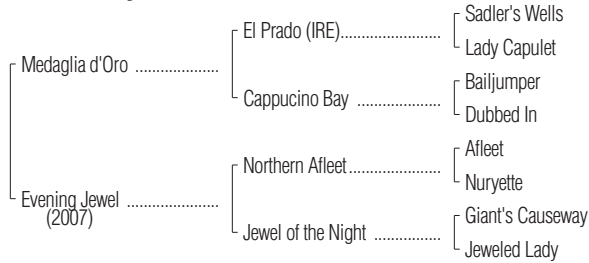 Sadler's Wells
El Prado (IRE)....................
Lady Capulet
Medaglia d'Oro ....................
Bailjumper
Cappucino Bay ....................
Dubbed In
Afleet
Northern Afleet....................
Nuryette
Evening Jewel ....................
(2007)
Giant's Causeway
Jewel of the Night ................
Jeweled Lady